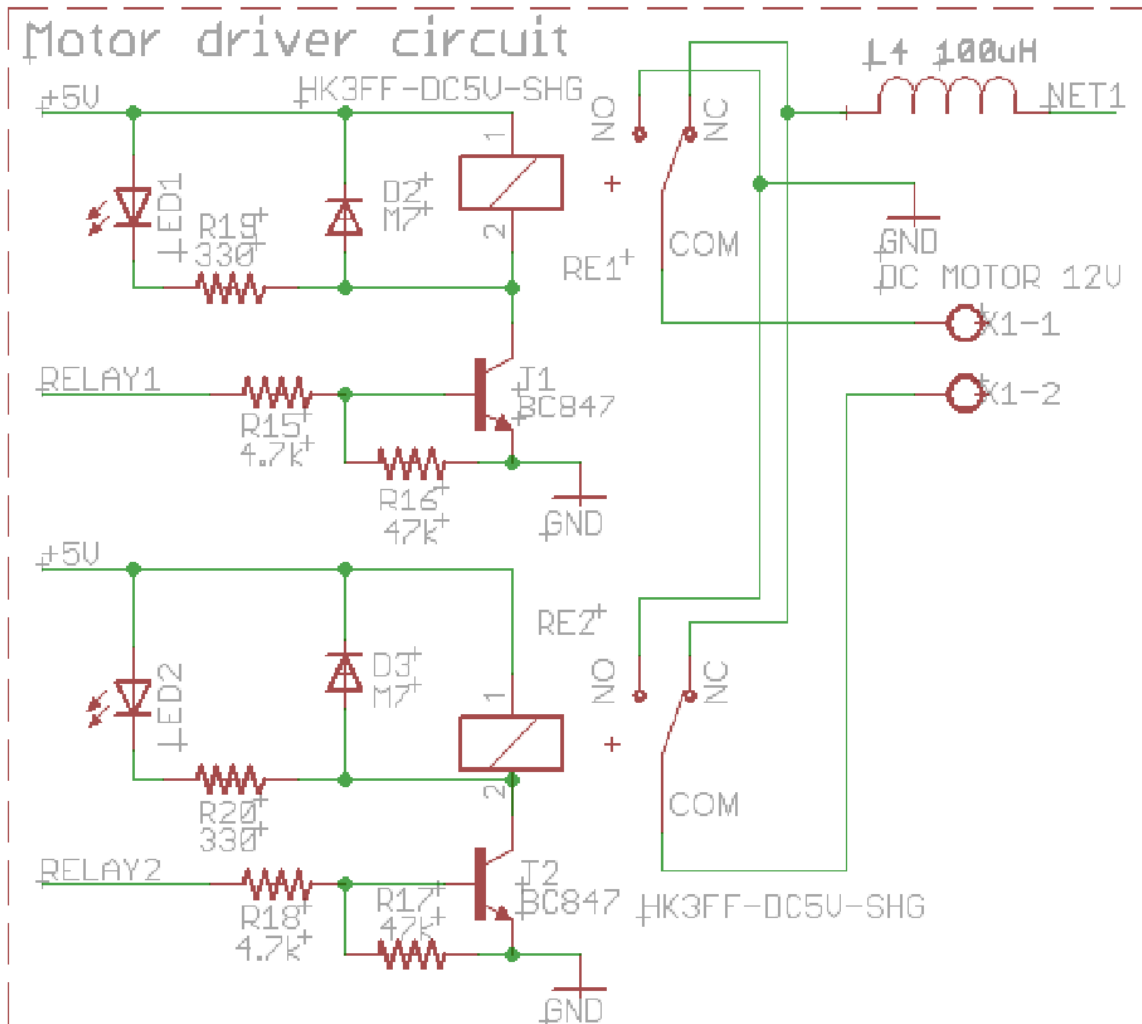 Motor driver circuit
L4 100uH
HK3FF-DC5V-SHG
+5V
NET1
NO
NC
1
LED1
D2
M7
R19
330
2
COM
GND
RE1
DC MOTOR 12V
X1-1
RELAY1
J1
BC847
X1-2
R15
4.7k
R16
47k
GND
+5V
RE2
LED2
D3
M7
1
NO
NC
2
R20
330
COM
RELAY2
J2
BC847
R17
47k
HK3FF-DC5V-SHG
R18
4.7k
GND